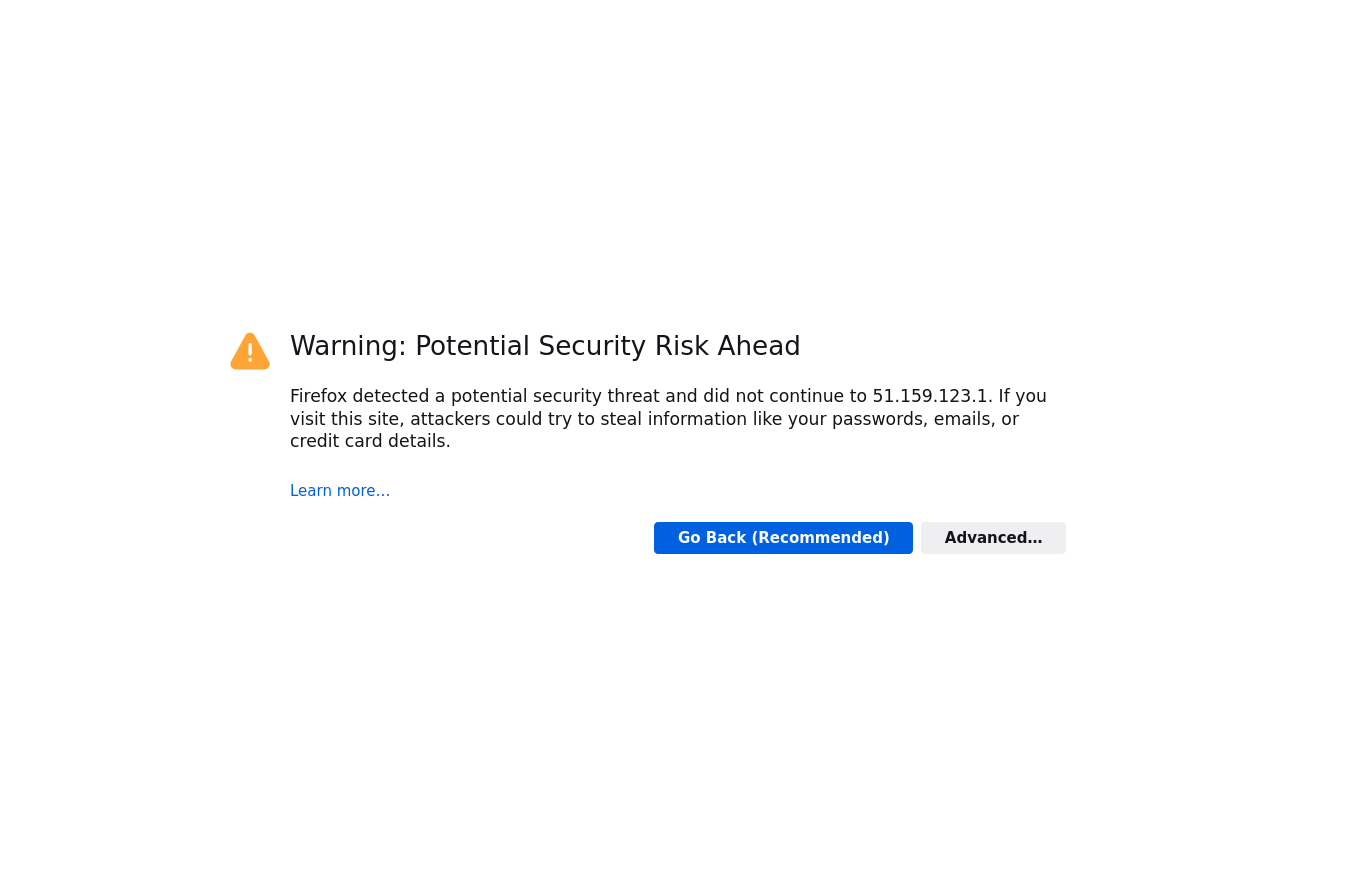 Warning: Potential Security Risk Ahead
Firefox detected a potential security threat and did not continue to 51.159.123.1. If you
visit this site, attackers could try to steal information like your passwords, emails, or
credit card details.
Learn more…
Go Back (Recommended)
Advanced…